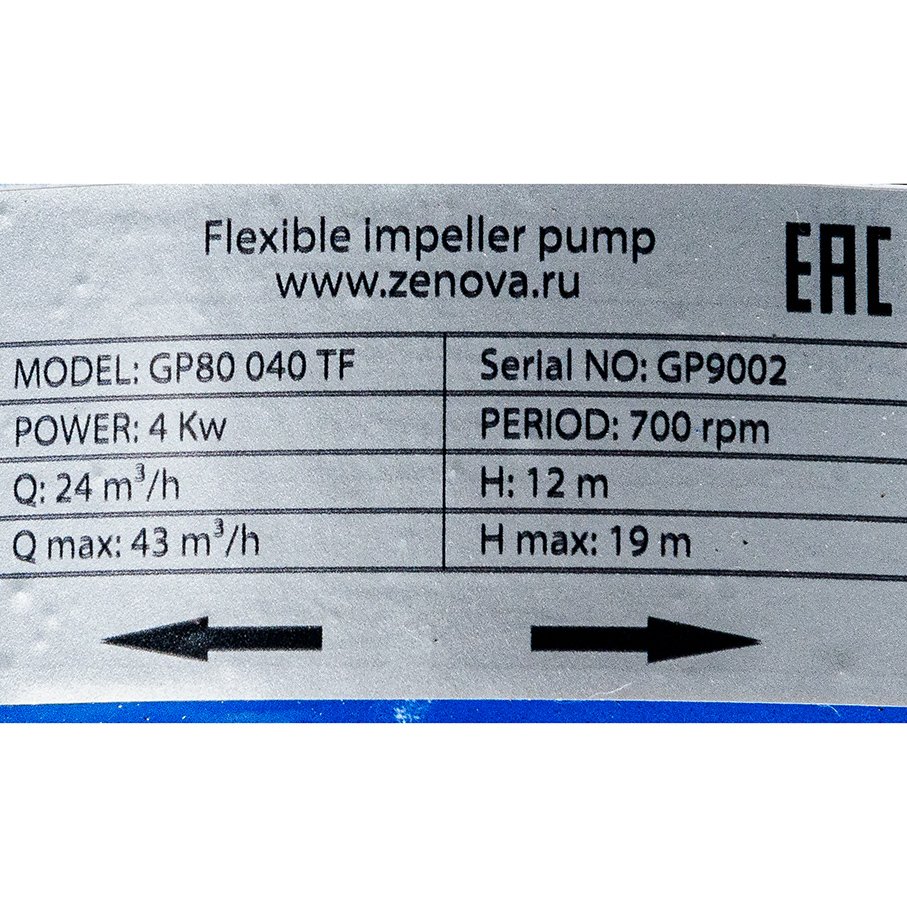 Flexible impeller pump
www.zenova.ru
EAC
MODEL: GP80 040 TF
Serial NO: GP9002
POWER: 4 Kw
PERIOD: 700 rpm
Q: 24 m³/h
H: 12 m
Q max: 43 m³/h
H max: 19 m